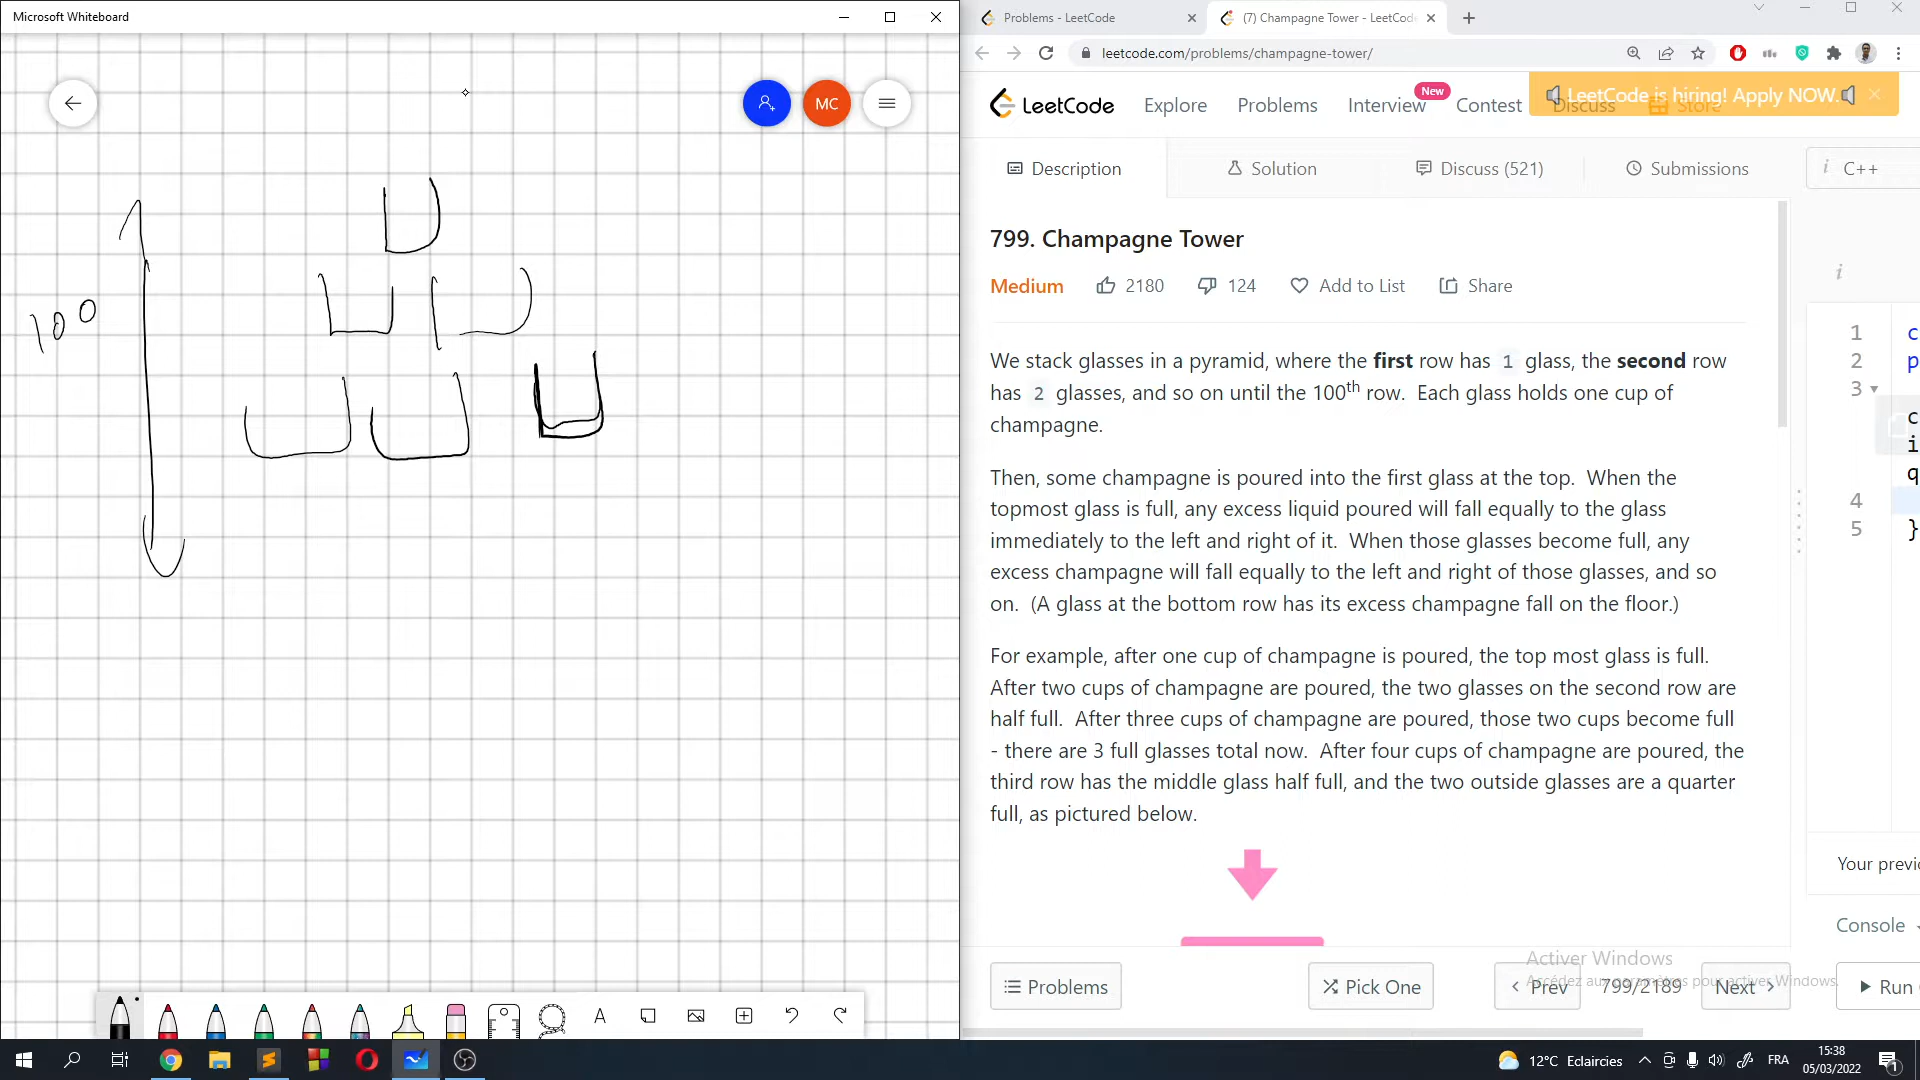 Microsoft Whiteboard
MC
100
Problems - LeetCode
(7) Champagne Tower - LeetCod
leetcode.com/problems/champagne-tower/
LeetCode
Explore
Problems
Interview
New
Contest
Discuss
Store
LeetCode is hiring! Apply NOW.
Description
Solution
Discuss (521)
Submissions
i C++
799. Champagne Tower
Medium
2180
124
Add to List
Share
i
We stack glasses in a pyramid, where the first row has 1 glass, the second row
has 2 glasses, and so on until the 100th row. Each glass holds one cup of
champagne.
Then, some champagne is poured into the first glass at the top. When the
topmost glass is full, any excess liquid poured will fall equally to the glass
immediately to the left and right of it. When those glasses become full, any
excess champagne will fall equally to the left and right of those glasses, and so
on. (A glass at the bottom row has its excess champagne fall on the floor.)
For example, after one cup of champagne is poured, the top most glass is full.
After two cups of champagne are poured, the two glasses on the second row are
half full. After three cups of champagne are poured, those two cups become full
- there are 3 full glasses total now. After four cups of champagne are poured, the
third row has the middle glass half full, and the two outside glasses are a quarter
full, as pictured below.
1 c
2 p
3
c
i
q
4
5 }
Your previ
Console
Activer Windows
Accédez aux paramètres pour activer Windows.
Problems
Pick One
Prev
799/2189
Next
Run
A
12°C Eclaircies
FRA
15:38
05/03/2022
1